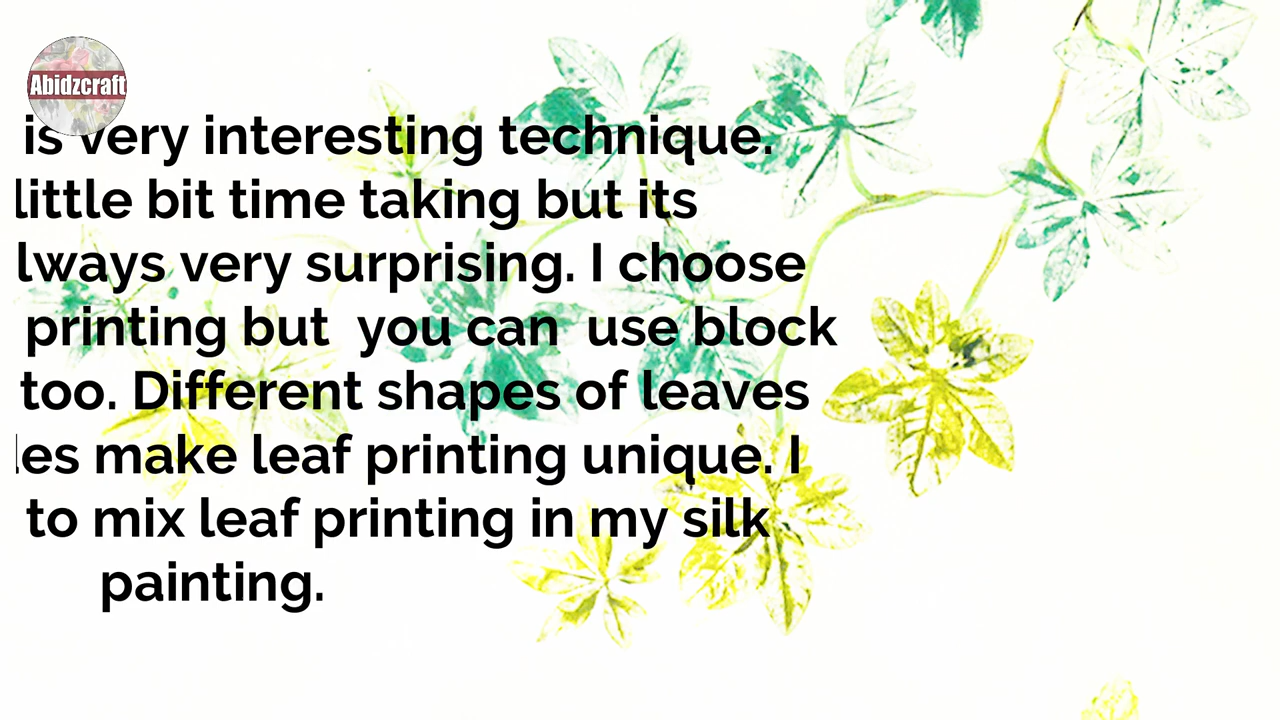 Abidzcraft
is very interesting technique.
little bit time taking but its
lways very surprising. I choose
printing but you can use block
too. Different shapes of leaves
les make leaf printing unique. I
to mix leaf printing in my silk
painting.